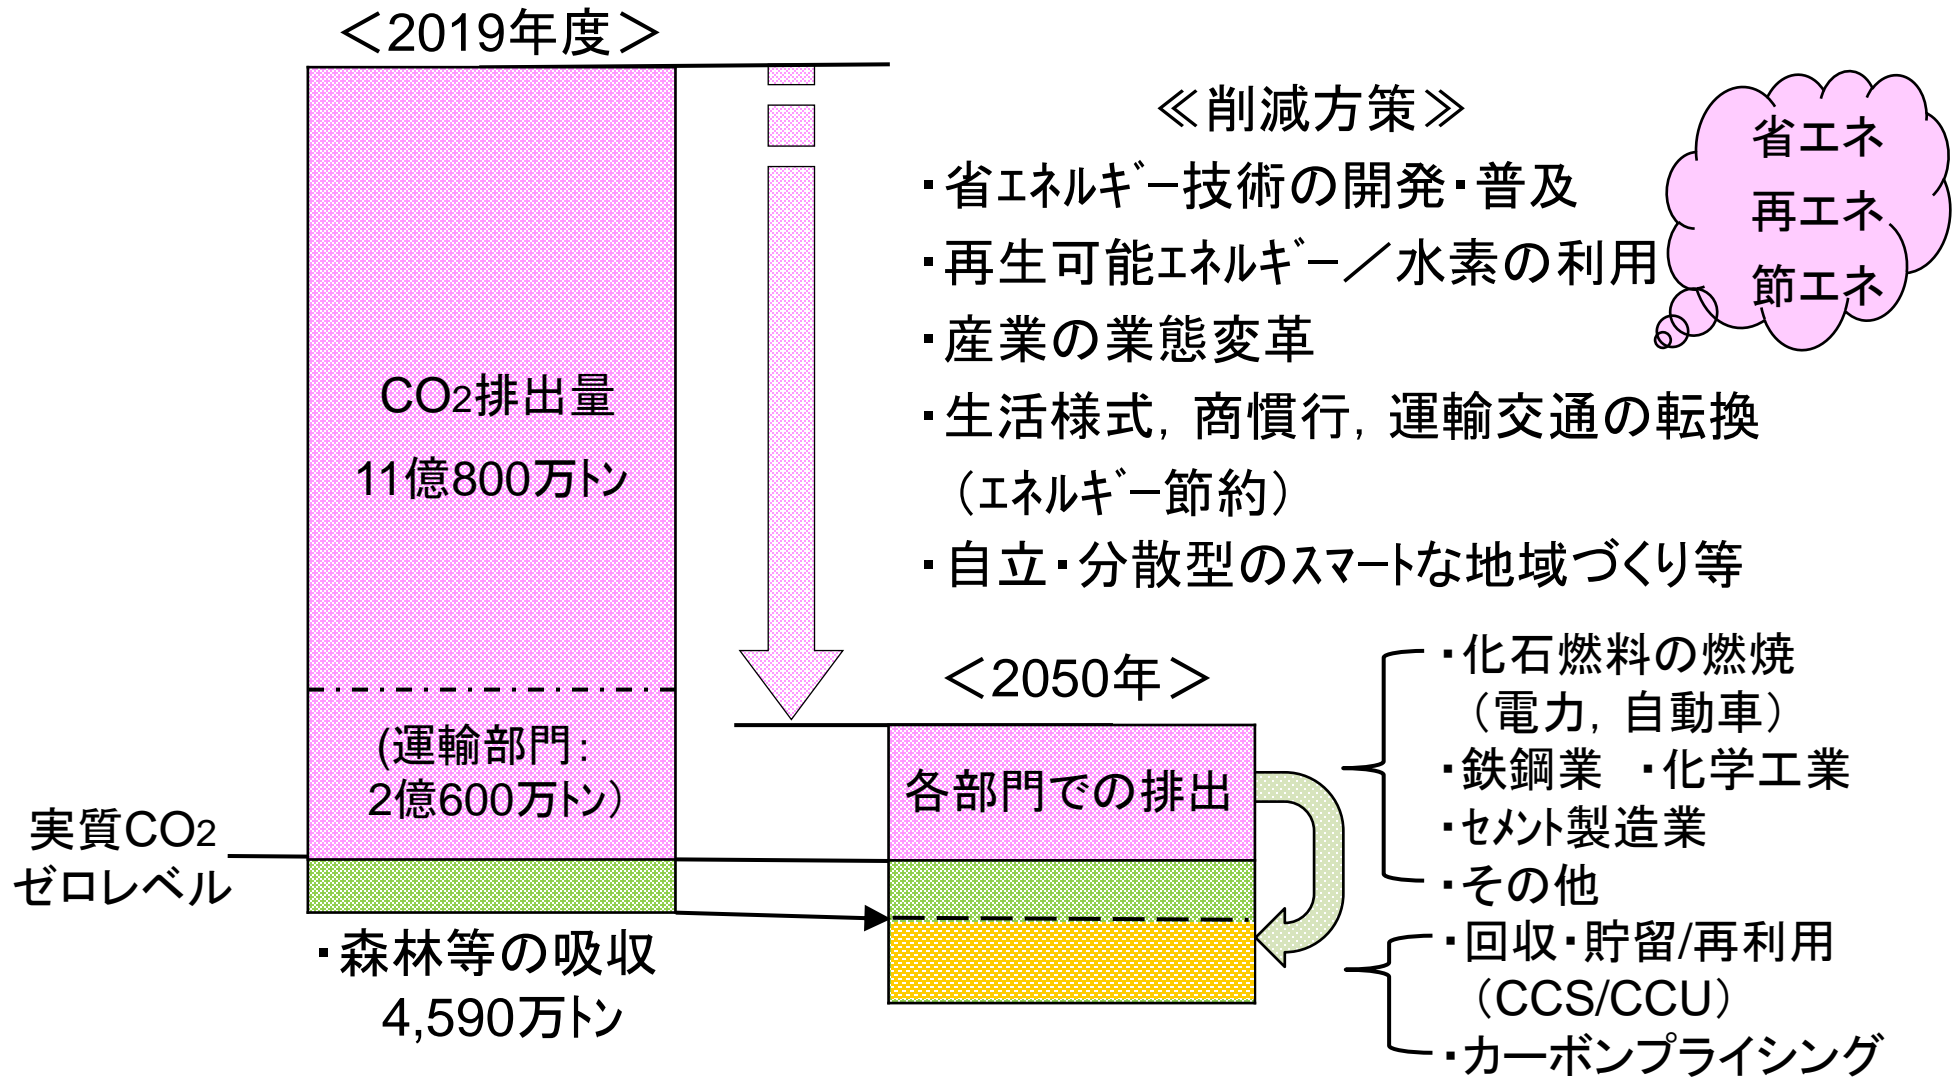 ＜2019年度＞
CO2排出量
11億800万トン
(運輸部門：
2億600万トン）
実質CO2
ゼロレベル
・森林等の吸収
4,590万トン
≪削減方策≫
・省エネルギー技術の開発・普及
・再生可能エネルギー／水素の利用
・産業の業態変革
・生活様式，商慣行，運輸交通の転換
（エネルギー節約）
・自立・分散型のスマートな地域づくり等
省エネ
再エネ
節エネ
＜2050年＞
各部門での排出
・化石燃料の燃焼
（電力，自動車）
・鉄鋼業　・化学工業
・セメント製造業
・その他
・回収・貯留/再利用
（CCS/CCU）
・カーボンプライシング